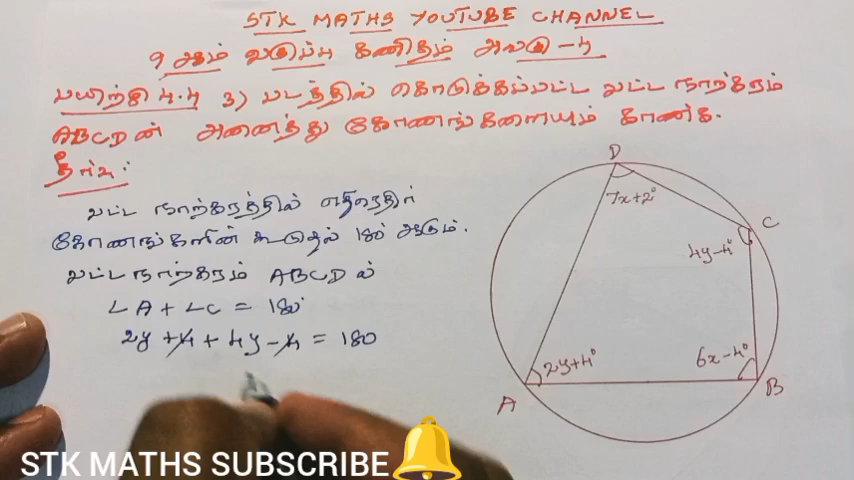 STK MATHS YOUTUBE CHANNEL
9 ஆம் வகுப்பு கணிதம் அலகு - 4
பயிற்சி 4.4 3) படத்தில் கொடுக்கப்பட்ட வட்ட நாற்கரம்
ABCD ன் அனைத்து கோணங்களையும் காண்க.
தீர்வு:
வட்ட நாற்கரத்தில் எதிரெதிர்
கோணங்களின் கூடுதல் 180° ஆகும்.
வட்ட நாற்கரம் ABCD ல்
∠A + ∠C = 180°
2y + 4 + 4y - 4 = 180
D
7x+2°
C
4y-4°
2y+4°
6x-4°
A
B
STK MATHS SUBSCRIBE